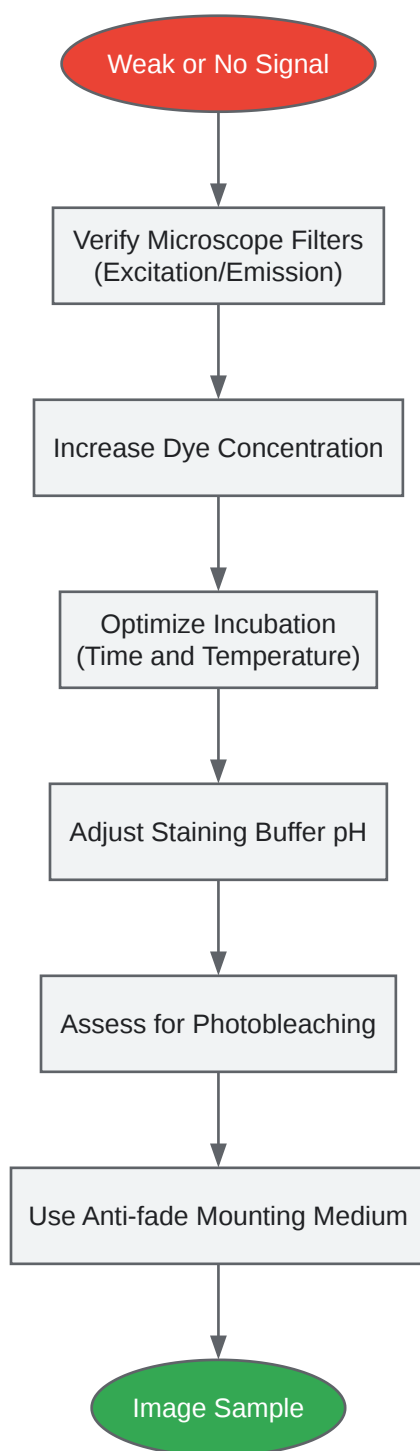 Weak or No Signal
Verify Microscope Filters
(Excitation/Emission)
Increase Dye Concentration
Optimize Incubation
(Time and Temperature)
Adjust Staining Buffer pH
Assess for Photobleaching
Use Anti-fade Mounting Medium
Image Sample